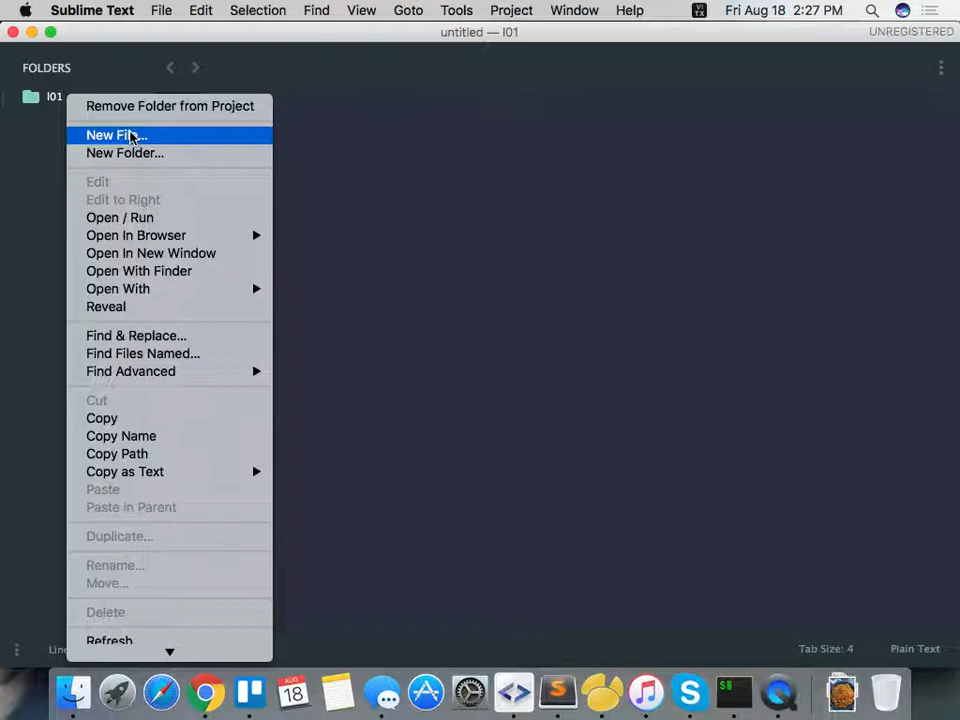 Sublime Text File Edit Selection Find View Goto Tools Project Window Help Fri Aug 18 2:27 PM
untitled — I01 UNREGISTERED
FOLDERS
I01
Remove Folder from Project
New File...
New Folder...
Edit
Edit to Right
Open / Run
Open In Browser
Open In New Window
Open With Finder
Open With
Reveal
Find & Replace...
Find Files Named...
Find Advanced
Cut
Copy
Copy Name
Copy Path
Copy as Text
Paste
Paste in Parent
Duplicate...
Rename...
Move...
Delete
Refresh
Tab Size: 4 Plain Text
AUG
18